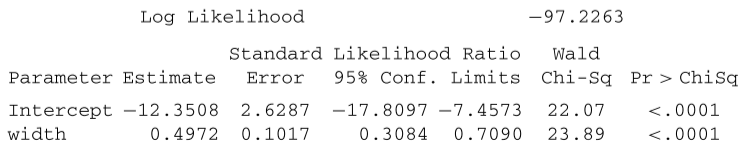 Log Likelihood −97.2263
Standard Likelihood Ratio Wald
Parameter Estimate Error 95% Conf. Limits Chi-Sq Pr > ChiSq
Intercept −12.3508 2.6287 −17.8097 −7.4573 22.07 <.0001
width 0.4972 0.1017 0.3084 0.7090 23.89 <.0001